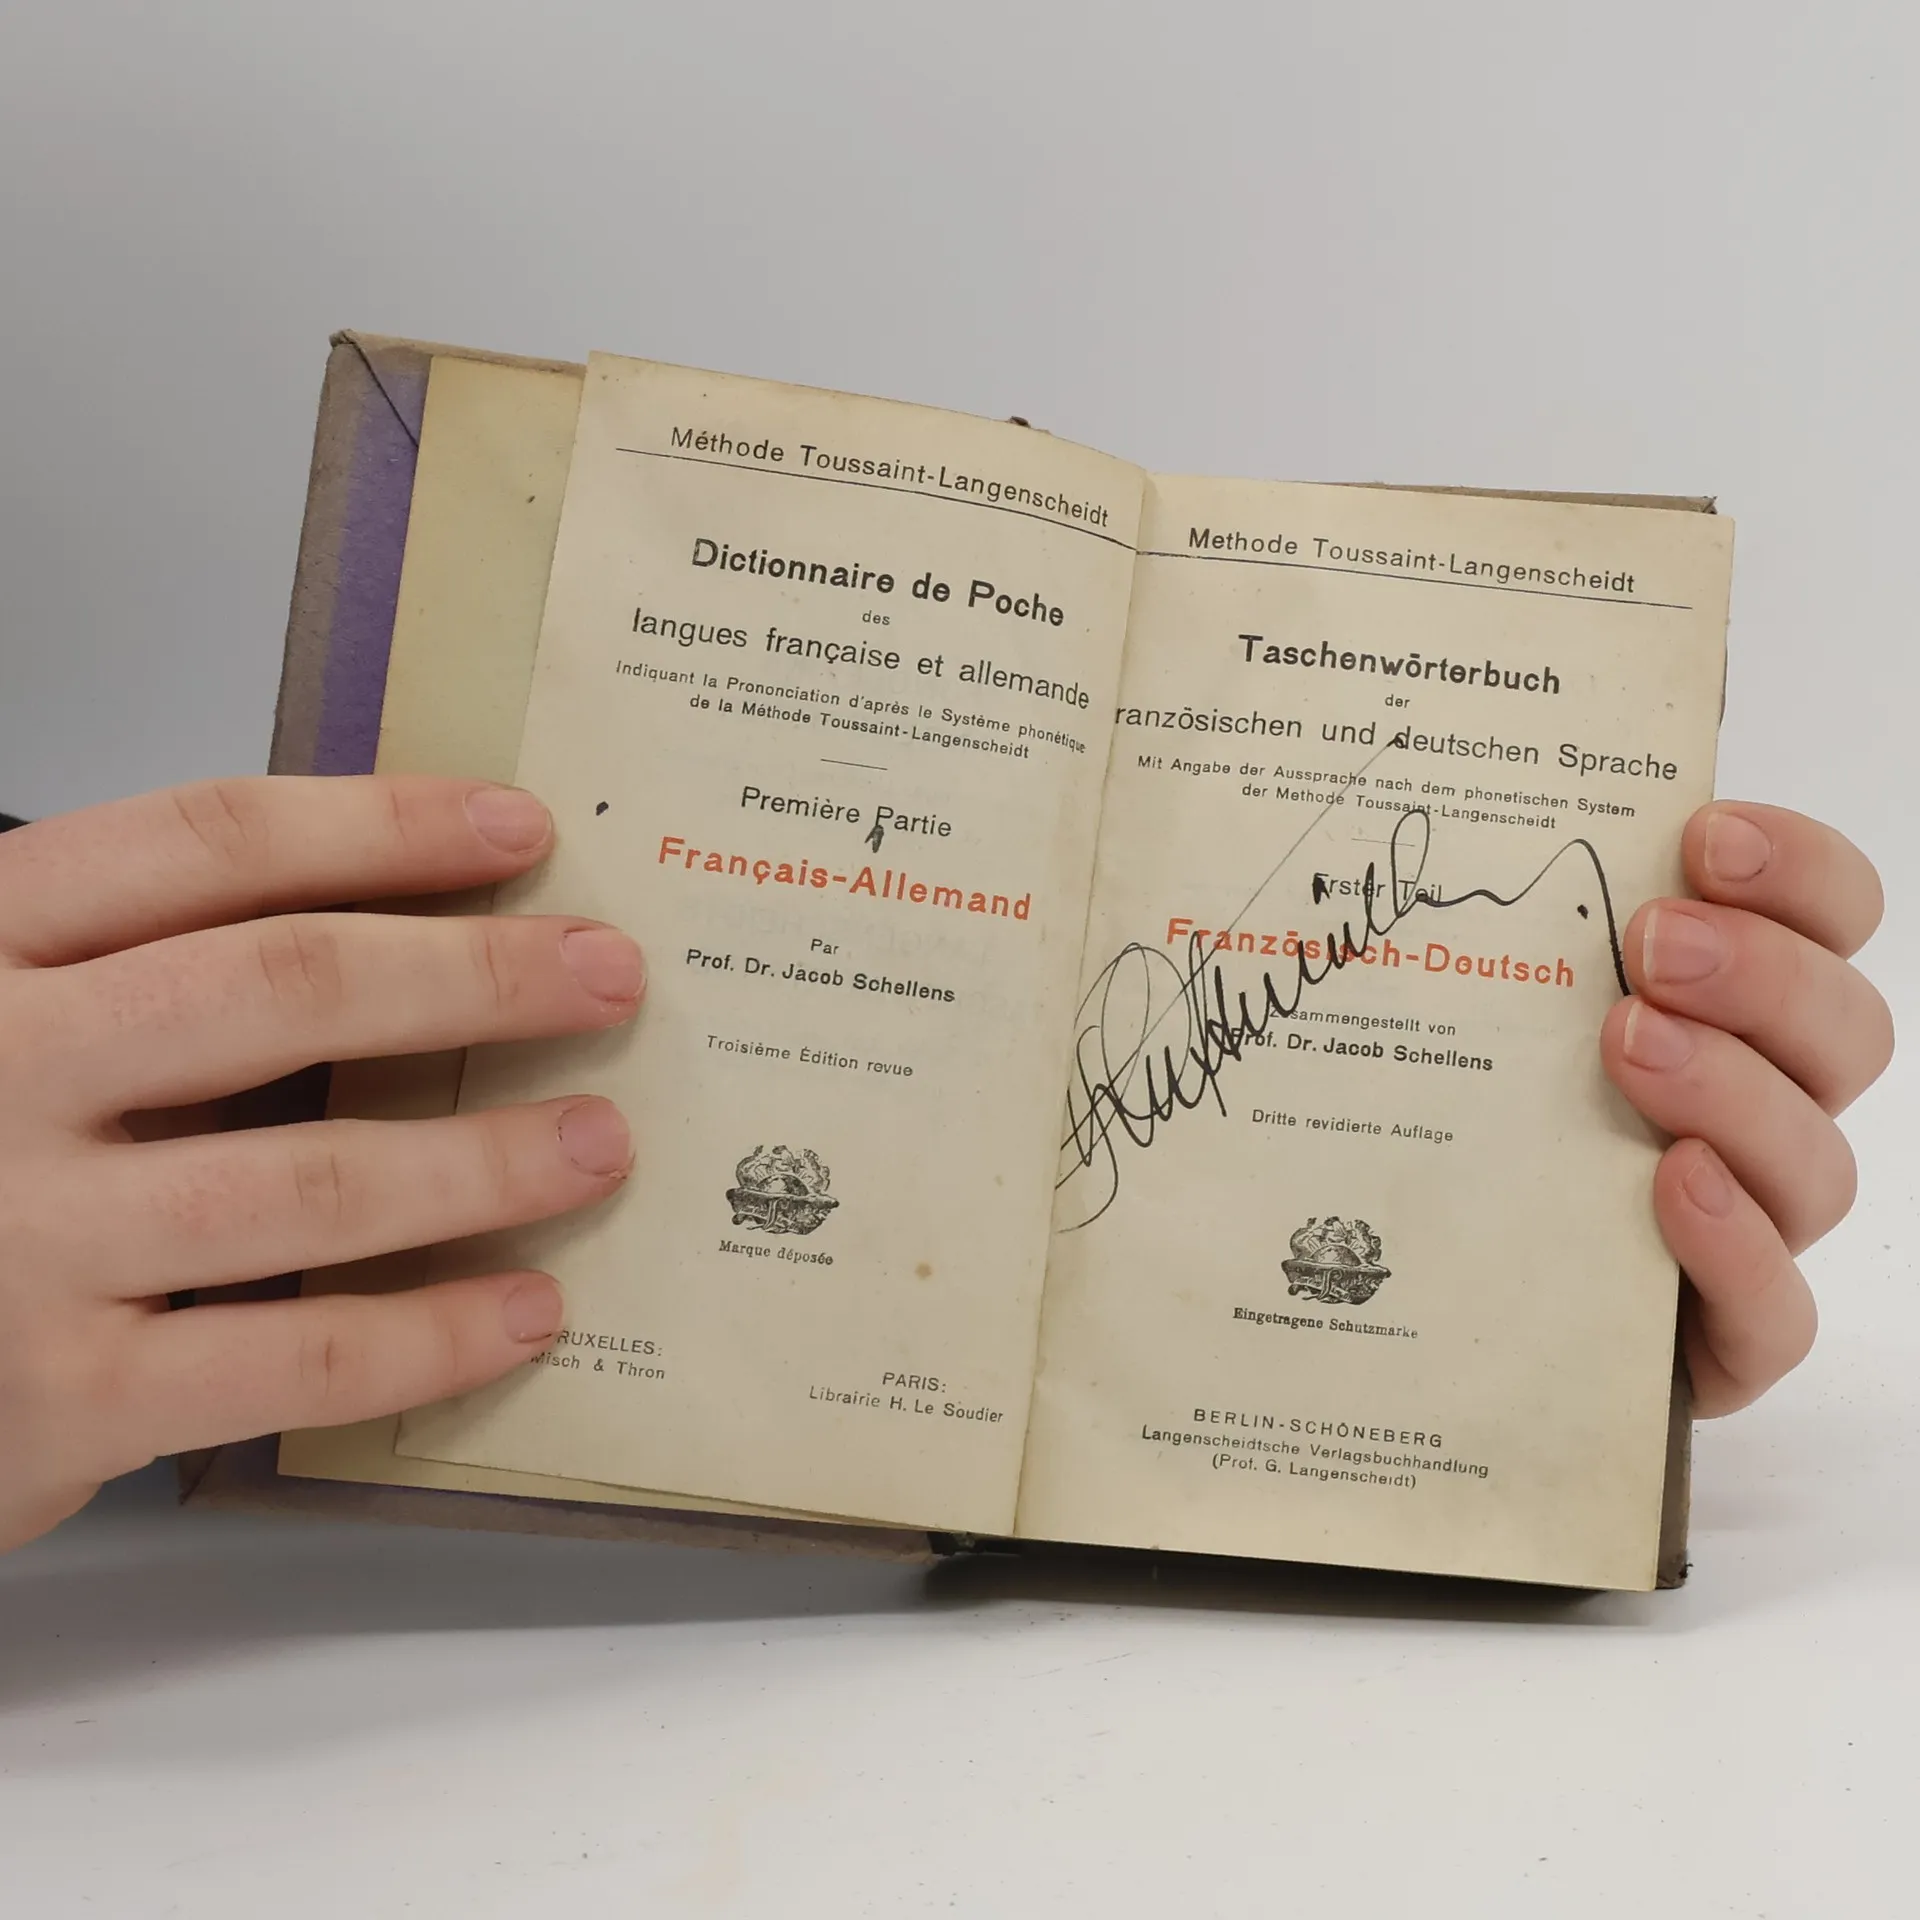 Méthode Toussaint-Langenscheidt
Dictionnaire de Poche
des
langues française et allemande
Indiquant la Prononciation d'après le Système phonétique
de la Méthode Toussaint-Langenscheidt
Première Partie
Français-Allemand
Par
Prof. Dr. Jacob Schellens
Troisième Édition revue
Marque déposée
RUXELLES:
Misch & Thron
PARIS:
Librairie H. Le Soudier
Methode Toussaint-Langenscheidt
Taschenwörterbuch
der
ranzösischen und deutschen Sprache
Mit Angabe der Aussprache nach dem phonetischen System
der Methode Toussaint-Langenscheidt
Erster Teil
Französisch-Deutsch
Zusammengestellt von
Prof. Dr. Jacob Schellens
Dritte revidierte Auflage
Eingetragene Schutzmarke
BERLIN-SCHÖNEBERG
Langenscheidtsche Verlagsbuchhandlung
(Prof. G. Langenscheidt)